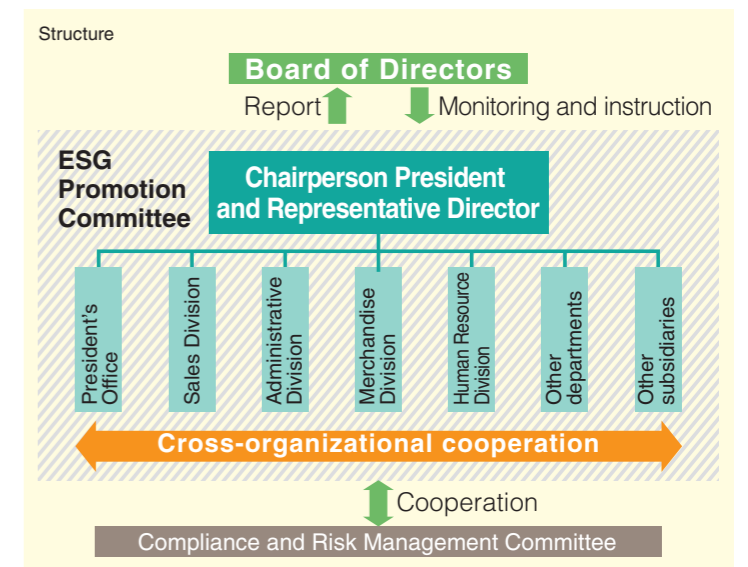 Structure
Board of Directors
Report
Monitoring and instruction
ESG
Promotion
Committee
Chairperson President
and Representative Director
President's
Office
Sales Division
Administrative
Division
Merchandise
Division
Human Resource
Division
Other
departments
Other
subsidiaries
Cross-organizational cooperation
Cooperation
Compliance and Risk Management Committee